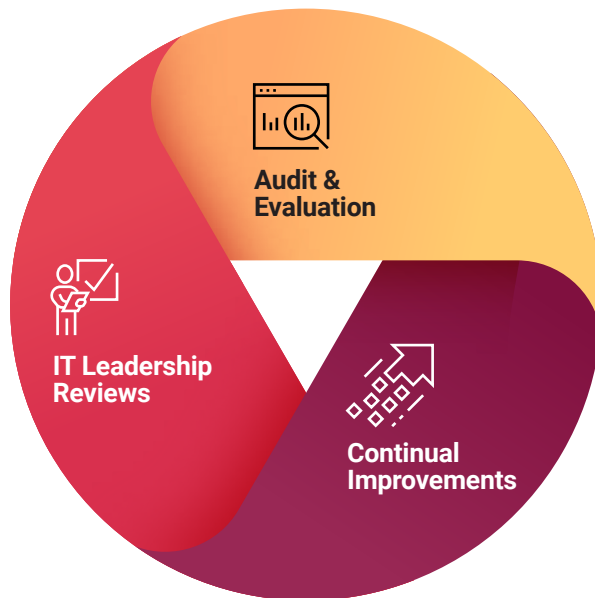 Audit &
Evaluation
IT Leadership
Reviews
Continual
Improvements